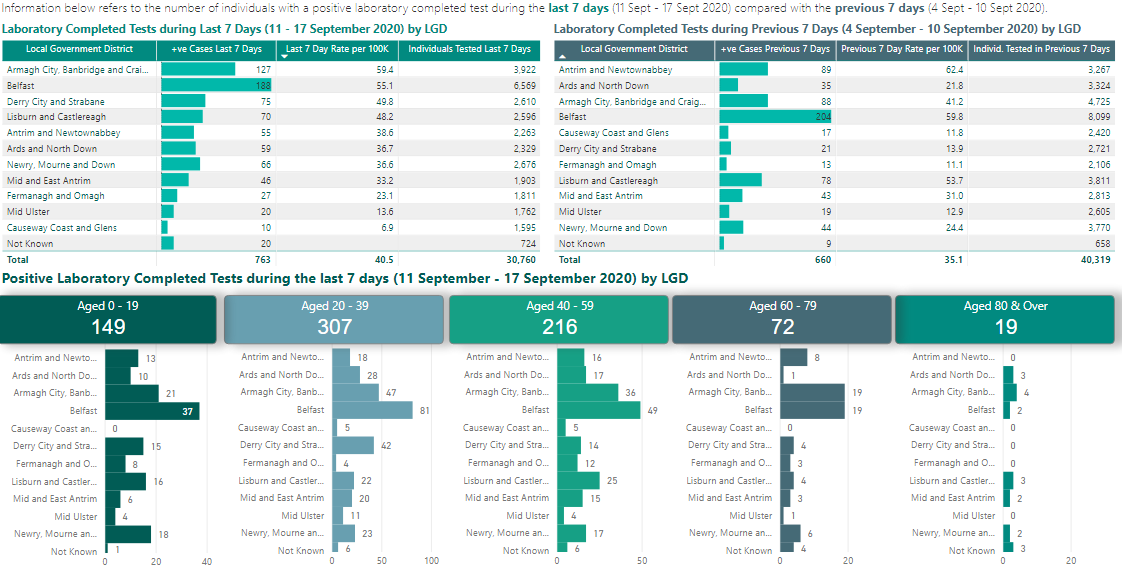 Information below refers to the number of individuals with a positive laboratory completed test during the last 7 days (11 Sept - 17 Sept 2020) compared with the previous 7 days (4 Sept - 10 Sept 2020).
Laboratory Completed Tests during Last 7 Days (11 - 17 September 2020) by LGD
Local Government District +ve Cases Last 7 Days Last 7 Day Rate per 100K Individuals Tested Last 7 Days
Armagh City, Banbridge and Crai... 127 59.4 3,922
Belfast 188 55.1 6,569
Derry City and Strabane 75 49.8 2,610
Lisburn and Castlereagh 70 48.2 2,596
Antrim and Newtownabbey 55 38.6 2,263
Ards and North Down 59 36.7 2,329
Newry, Mourne and Down 66 36.6 2,676
Mid and East Antrim 46 33.2 1,903
Fermanagh and Omagh 27 23.1 1,811
Mid Ulster 20 13.6 1,762
Causeway Coast and Glens 10 6.9 1,595
Not Known 20 724
Total 763 40.5 30,760
Laboratory Completed Tests during Previous 7 Days (4 September - 10 September 2020) by LGD
Local Government District +ve Cases Previous 7 Days Previous 7 Day Rate per 100K Individ. Tested in Previous 7 Days
Antrim and Newtownabbey 89 62.4 3,267
Ards and North Down 35 21.8 3,324
Armagh City, Banbridge and Craig... 88 41.2 4,725
Belfast 204 59.8 8,099
Causeway Coast and Glens 17 11.8 2,420
Derry City and Strabane 21 13.9 2,721
Fermanagh and Omagh 13 11.1 2,106
Lisburn and Castlereagh 78 53.7 3,811
Mid and East Antrim 43 31.0 2,813
Mid Ulster 19 12.9 2,605
Newry, Mourne and Down 44 24.4 3,770
Not Known 9 658
Total 660 35.1 40,319
Positive Laboratory Completed Tests during the last 7 days (11 September - 17 September 2020) by LGD
Aged 0 - 19
149
Antrim and Newto... 13
Ards and North Do... 10
Armagh City, Banb... 21
Belfast 37
Causeway Coast an... 0
Derry City and Stra... 15
Fermanagh and O... 8
Lisburn and Castler... 16
Mid and East Antrim 6
Mid Ulster 4
Newry, Mourne an... 18
Not Known 1
0 20 40
Aged 20 - 39
307
Antrim and Newto... 18
Ards and North Do... 28
Armagh City, Banb... 47
Belfast 81
Causeway Coast an... 5
Derry City and Stra... 42
Fermanagh and O... 4
Lisburn and Castler... 22
Mid and East Antrim 20
Mid Ulster 11
Newry, Mourne an... 23
Not Known 6
0 50 100
Aged 40 - 59
216
Antrim and Newto... 16
Ards and North Do... 17
Armagh City, Banb... 36
Belfast 49
Causeway Coast an... 5
Derry City and Stra... 14
Fermanagh and O... 12
Lisburn and Castler... 25
Mid and East Antrim 15
Mid Ulster 4
Newry, Mourne an... 17
Not Known 6
0 50
Aged 60 - 79
72
Antrim and Newto... 8
Ards and North Do... 1
Armagh City, Banb... 19
Belfast 19
Causeway Coast an... 0
Derry City and Stra... 4
Fermanagh and O... 3
Lisburn and Castler... 4
Mid and East Antrim 3
Mid Ulster 1
Newry, Mourne an... 6
Not Known 4
0 20
Aged 80 & Over
19
Antrim and Newto... 0
Ards and North Do... 3
Armagh City, Banb... 4
Belfast 2
Causeway Coast an... 0
Derry City and Stra... 0
Fermanagh and O... 0
Lisburn and Castler... 3
Mid and East Antrim 2
Mid Ulster 0
Newry, Mourne an... 2
Not Known 3
0 20